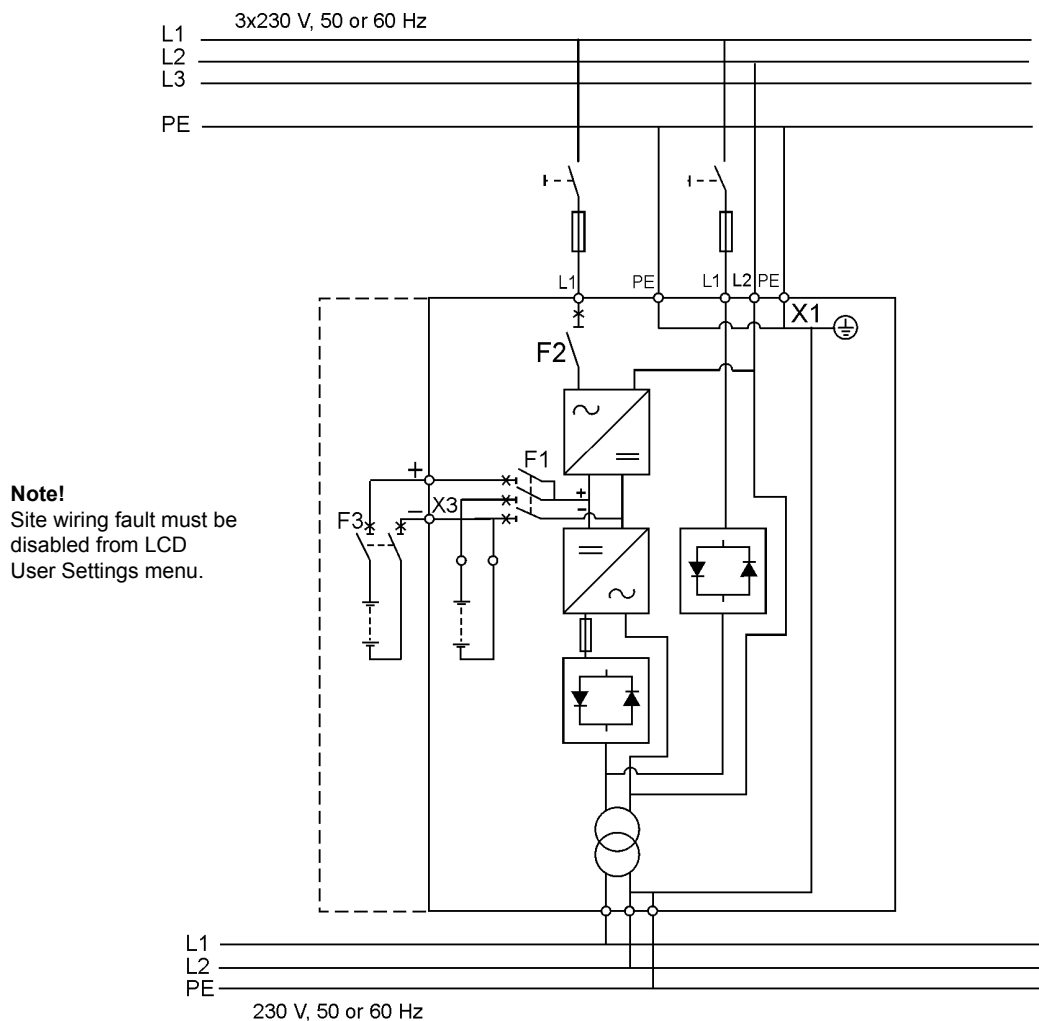 3x230 V, 50 or 60 Hz
L1
L2
L3
PE
L1
PE
L1
L2
PE
X1
F2
F1
+
+
X3
−
−
F3
Note!
Site wiring fault must be
disabled from LCD
User Settings menu.
L1
L2
PE
230 V, 50 or 60 Hz